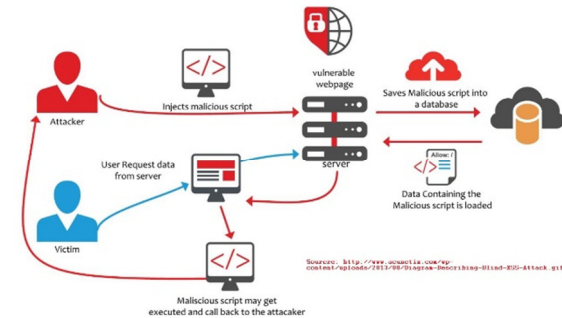 vulnerable
webpage
Saves Malicious script into
a database
</>
Injects malicious script
Attacker
User Request data
from server
server
Allow: /
</>
Data Containing the
Malicious script is loaded
Victim
</>
Maliscious script may get
executed and call back to the attacaker
Sourcre: http://www.acunetix.com/wp-
content/uploads/2013/08/Diagram-Describing-Blind-XSS-Attack.gif